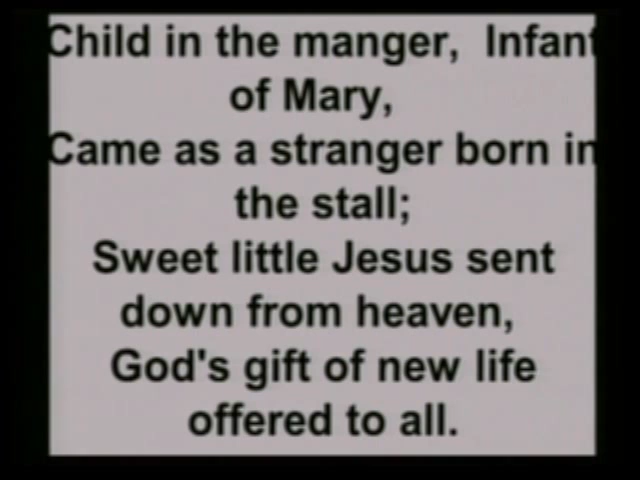 Child in the manger, Infant
of Mary,
Came as a stranger born in
the stall;
Sweet little Jesus sent
down from heaven,
God's gift of new life
offered to all.